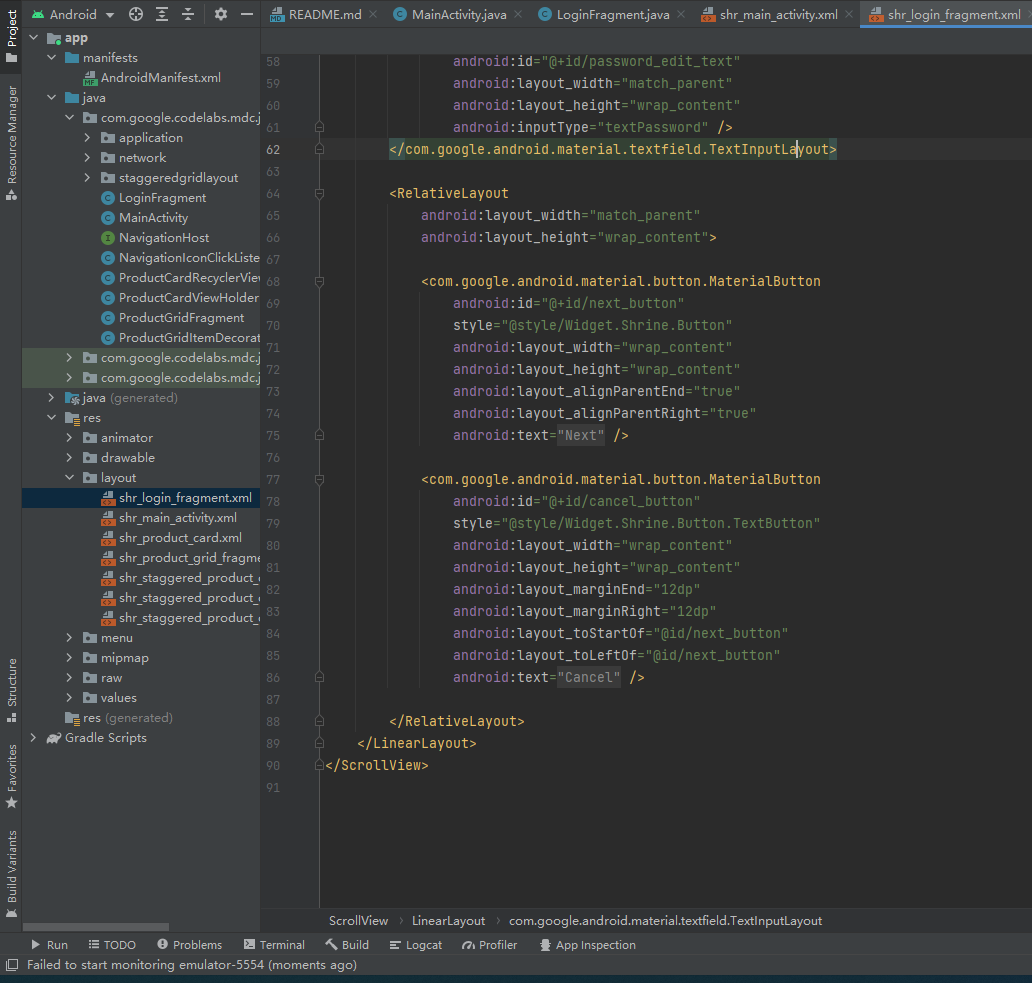 Android
README.md
MainActivity.java
LoginFragment.java
shr_main_activity.xml
shr_login_fragment.xml
Project
Resource Manager
Structure
Favorites
Build Variants
app
manifests
MF
AndroidManifest.xml
java
com.google.codelabs.mdc.j
application
network
staggeredgridlayout
C LoginFragment
C MainActivity
I NavigationHost
C NavigationIconClickListe
C ProductCardRecyclerVie
C ProductCardViewHolder
C ProductGridFragment
C ProductGridItemDecorat
com.google.codelabs.mdc.j
com.google.codelabs.mdc.j
java (generated)
res
animator
drawable
layout
shr_login_fragment.xml
shr_main_activity.xml
shr_product_card.xml
shr_product_grid_fragme
shr_staggered_product_
shr_staggered_product_
shr_staggered_product_
menu
mipmap
raw
values
res (generated)
Gradle Scripts
58 android:id="@+id/password_edit_text"
59 android:layout_width="match_parent"
60 android:layout_height="wrap_content"
61 android:inputType="textPassword" />
62 </com.google.android.material.textfield.TextInputLayout>
63
64 <RelativeLayout
65 android:layout_width="match_parent"
66 android:layout_height="wrap_content">
67
68 <com.google.android.material.button.MaterialButton
69 android:id="@+id/next_button"
70 style="@style/Widget.Shrine.Button"
71 android:layout_width="wrap_content"
72 android:layout_height="wrap_content"
73 android:layout_alignParentEnd="true"
74 android:layout_alignParentRight="true"
75 android:text="Next" />
76
77 <com.google.android.material.button.MaterialButton
78 android:id="@+id/cancel_button"
79 style="@style/Widget.Shrine.Button.TextButton"
80 android:layout_width="wrap_content"
81 android:layout_height="wrap_content"
82 android:layout_marginEnd="12dp"
83 android:layout_marginRight="12dp"
84 android:layout_toStartOf="@id/next_button"
85 android:layout_toLeftOf="@id/next_button"
86 android:text="Cancel" />
87
88 </RelativeLayout>
89 </LinearLayout>
90 </ScrollView>
91
ScrollView › LinearLayout › com.google.android.material.textfield.TextInputLayout
Run TODO Problems Terminal Build Logcat Profiler App Inspection
Failed to start monitoring emulator-5554 (moments ago)